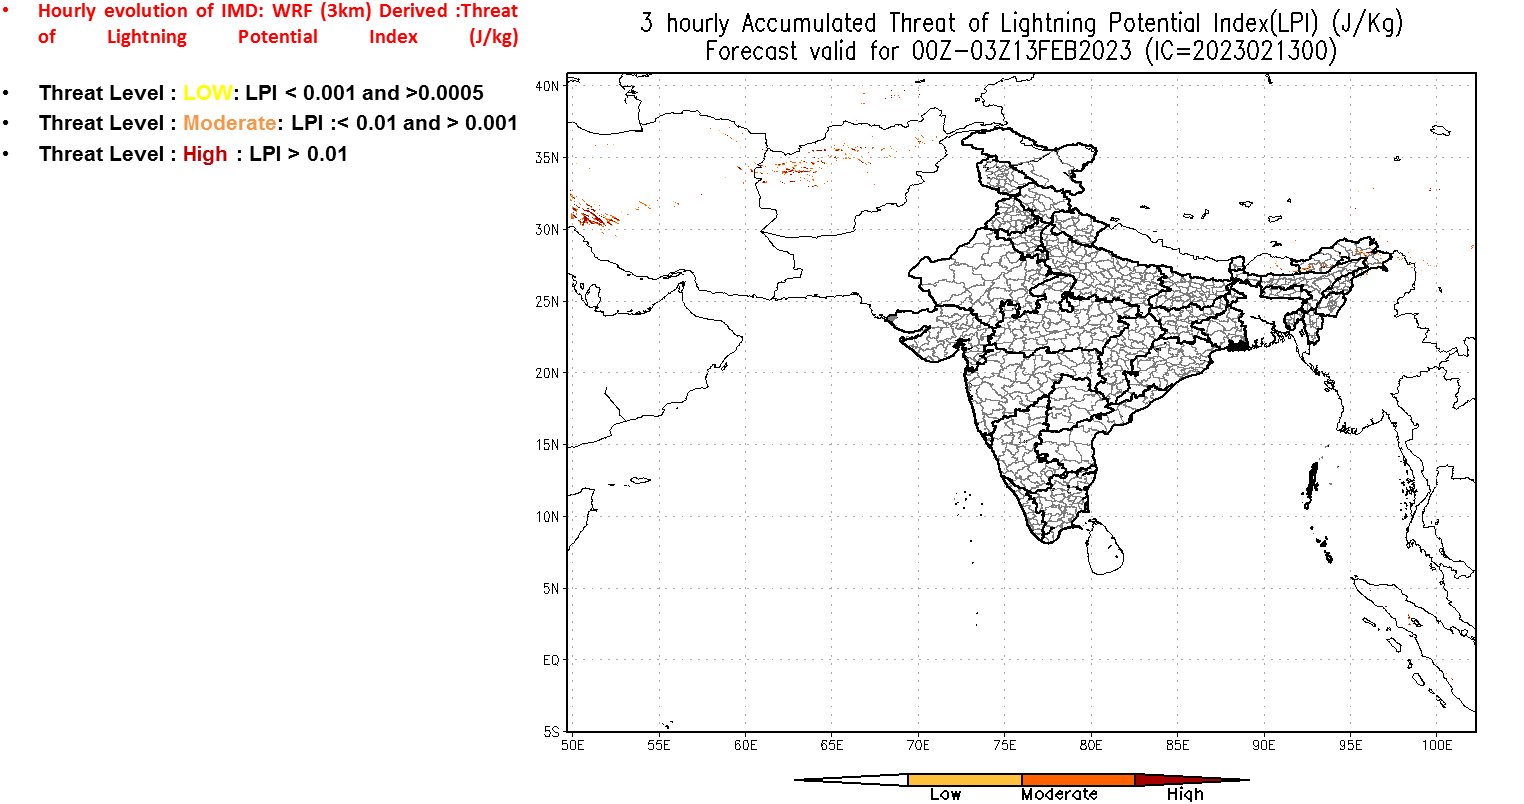 • Hourly evolution of IMD: WRF (3km) Derived :Threat
of Lightning Potential Index (J/kg)
• Threat Level : LOW: LPI < 0.001 and >0.0005
• Threat Level : Moderate: LPI :< 0.01 and > 0.001
• Threat Level : High : LPI > 0.01
3 hourly Accumulated Threat of Lightning Potential Index(LPI) (J/Kg)
Forecast valid for 00Z-03Z13FEB2023 (IC=2023021300)
40N
35N
30N
25N
20N
15N
10N
5N
EQ
5S
50E 55E 60E 65E 70E 75E 80E 85E 90E 95E 100E
Low Moderate High